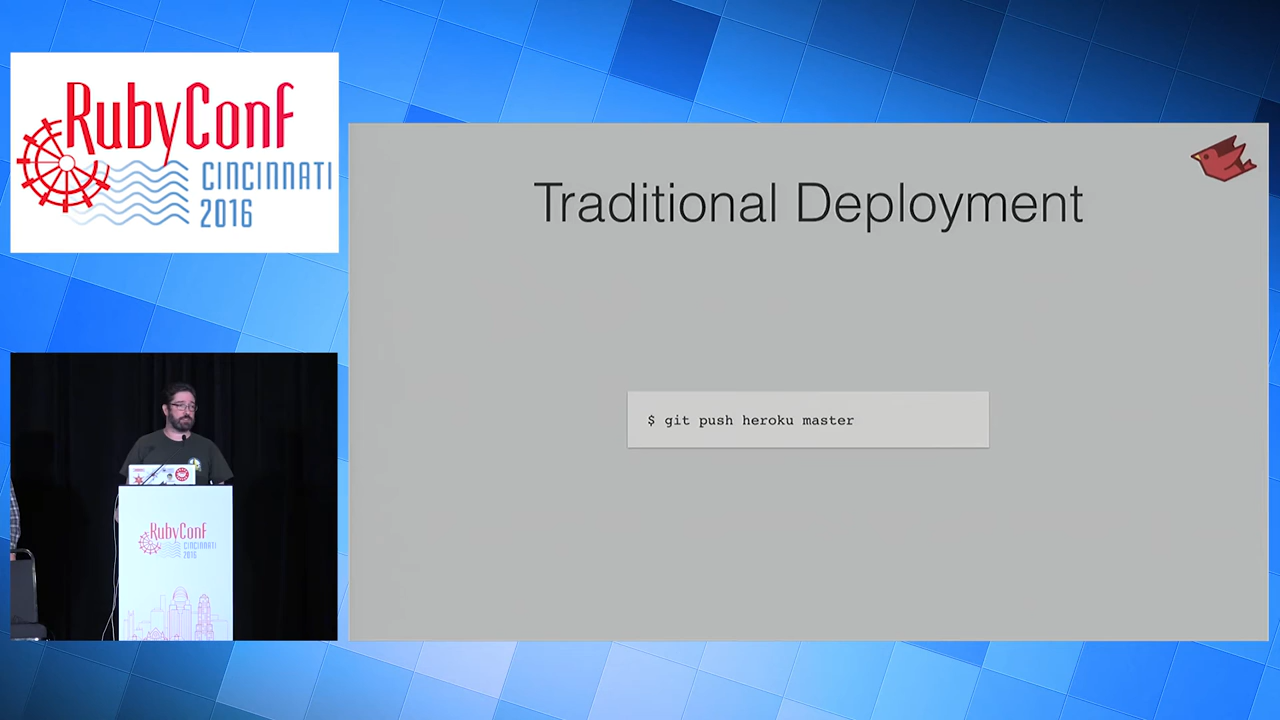 RubyConf
CINCINNATI
2016
Traditional Deployment
$ git push heroku master
RubyConf
CINCINNATI
2016